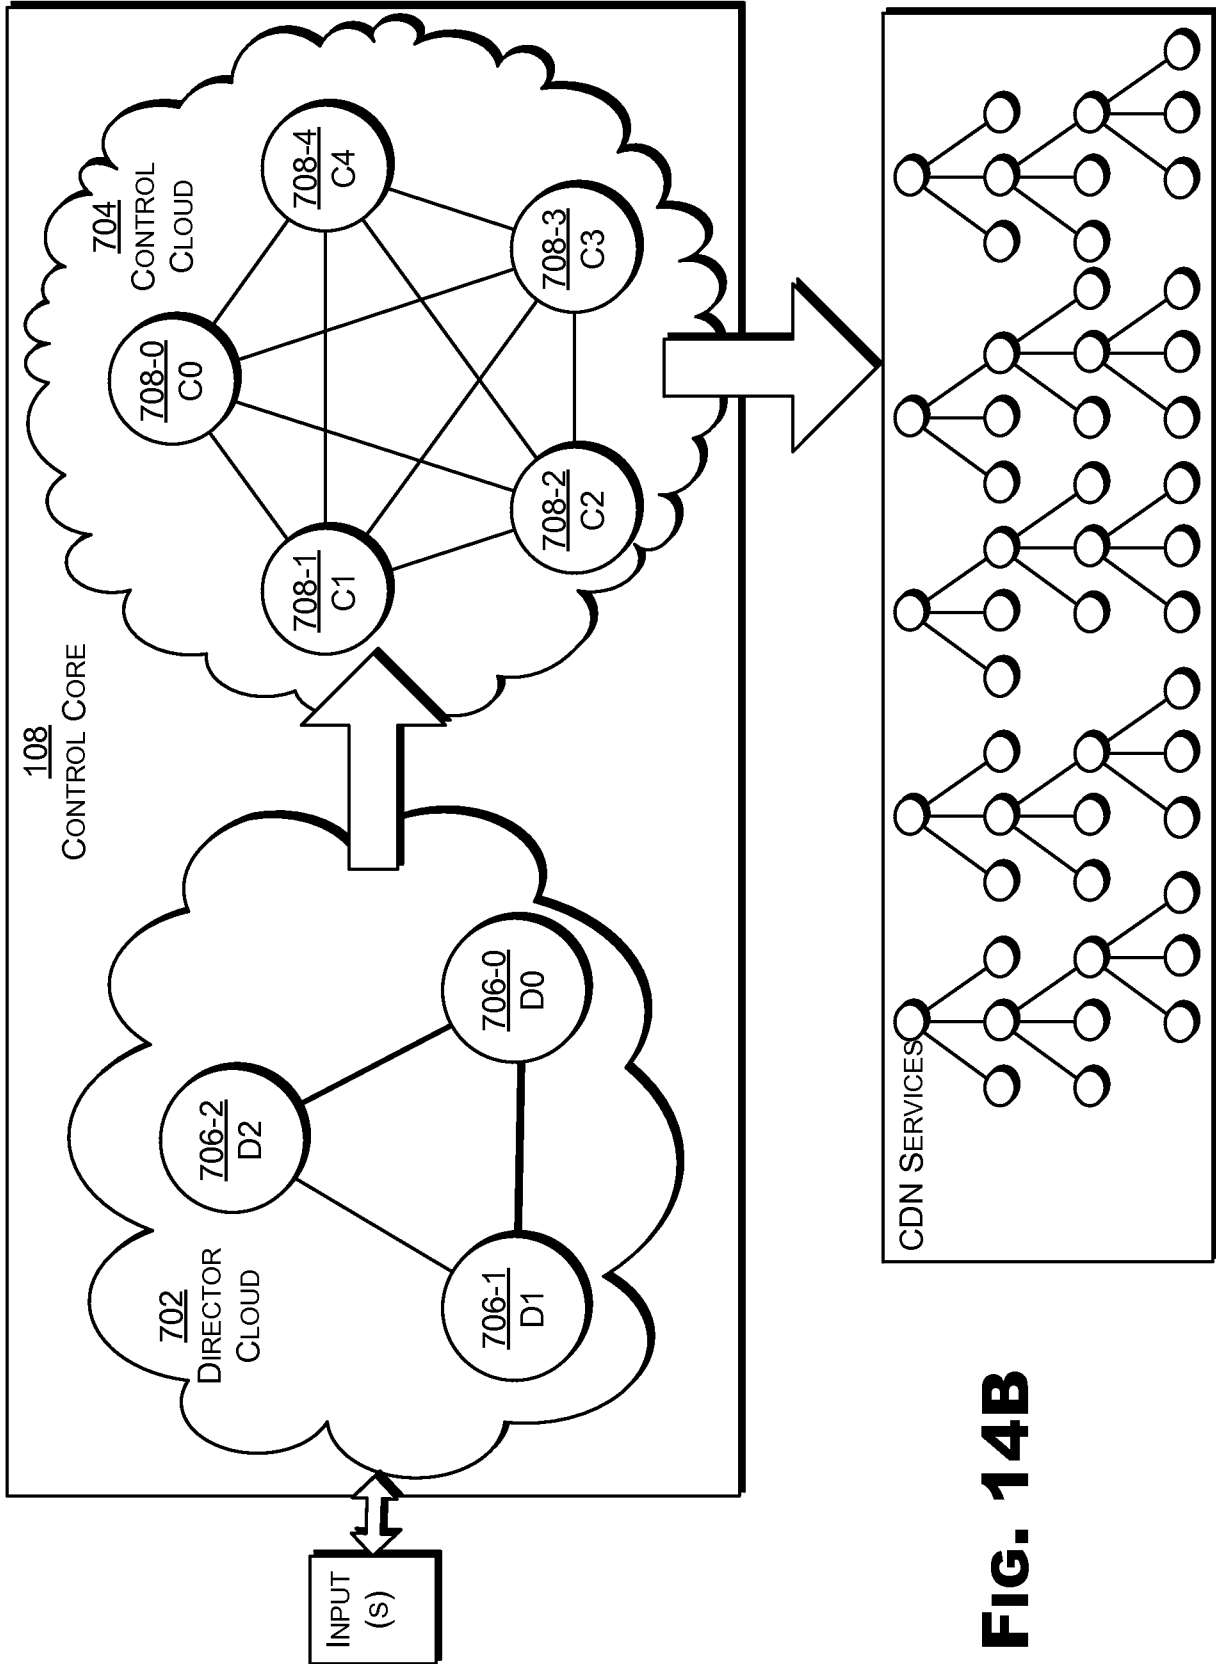 108
CONTROL CORE
702
DIRECTOR
CLOUD
706-2
D2
706-1
D1
706-0
D0
704
CONTROL
CLOUD
708-0
C0
708-1
C1
708-4
C4
708-2
C2
708-3
C3
INPUT
(S)
CDN SERVICES
FIG. 14B